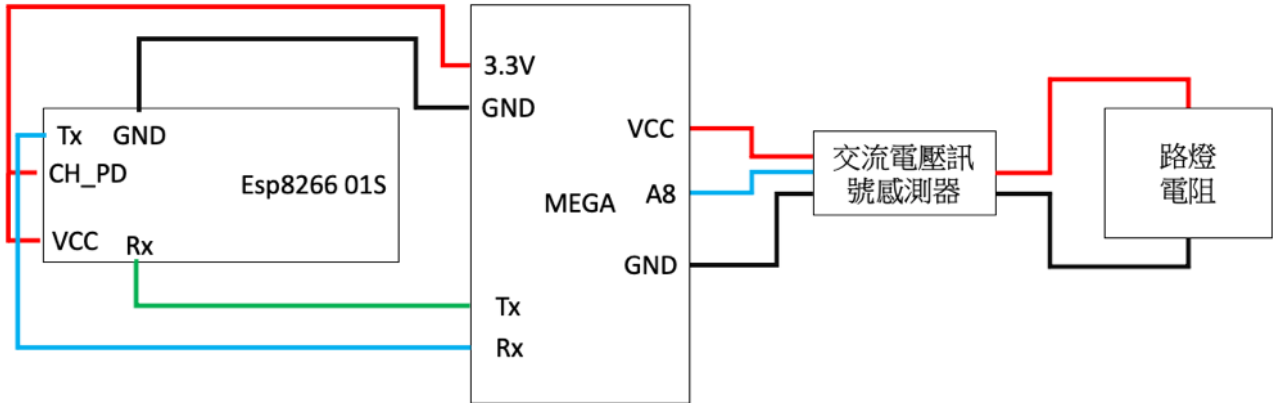 Tx GND
CH_PD
Esp8266 01S
VCC
Rx
3.3V
GND
VCC
MEGA
A8
GND
Tx
Rx
交流電壓訊
號感測器
路燈
電阻